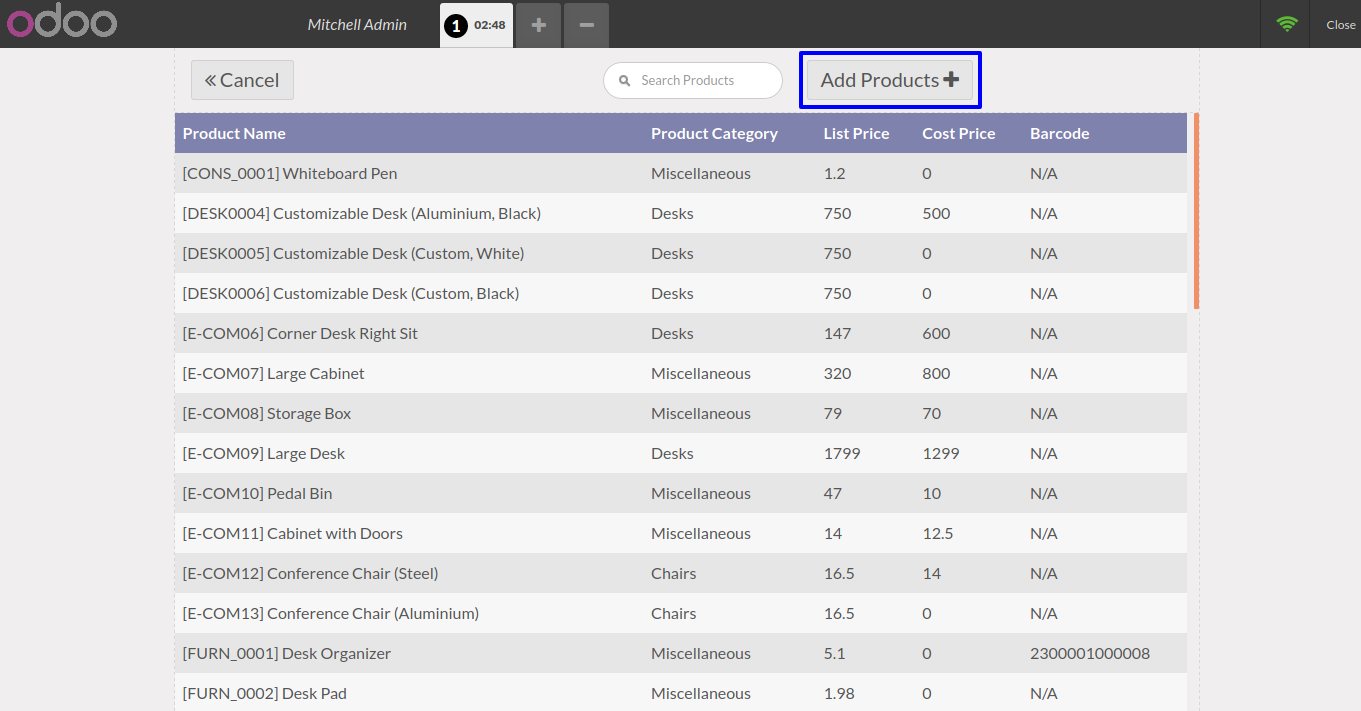 odoo Mitchell Admin 1 02:48 Close
Cancel Search Products Add Products
Product Name Product Category List Price Cost Price Barcode
[CONS_0001] Whiteboard Pen Miscellaneous 1.2 0 N/A
[DESK0004] Customizable Desk (Aluminium, Black) Desks 750 500 N/A
[DESK0005] Customizable Desk (Custom, White) Desks 750 0 N/A
[DESK0006] Customizable Desk (Custom, Black) Desks 750 0 N/A
[E-COM06] Corner Desk Right Sit Desks 147 600 N/A
[E-COM07] Large Cabinet Miscellaneous 320 800 N/A
[E-COM08] Storage Box Miscellaneous 79 70 N/A
[E-COM09] Large Desk Desks 1799 1299 N/A
[E-COM10] Pedal Bin Miscellaneous 47 10 N/A
[E-COM11] Cabinet with Doors Miscellaneous 14 12.5 N/A
[E-COM12] Conference Chair (Steel) Chairs 16.5 14 N/A
[E-COM13] Conference Chair (Aluminium) Chairs 16.5 0 N/A
[FURN_0001] Desk Organizer Miscellaneous 5.1 0 2300001000008
[FURN_0002] Desk Pad Miscellaneous 1.98 0 N/A